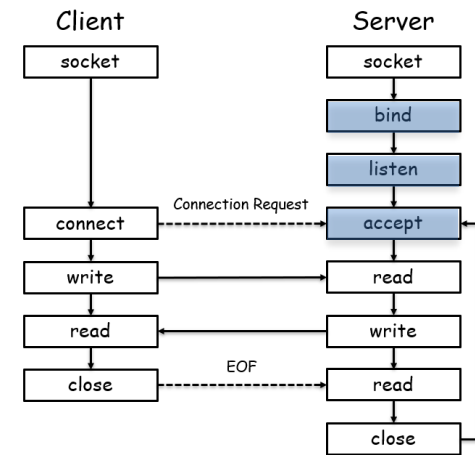 Client
Server
socket
socket
bind
listen
Connection Request
connect
accept
write
read
read
write
EOF
close
read
close